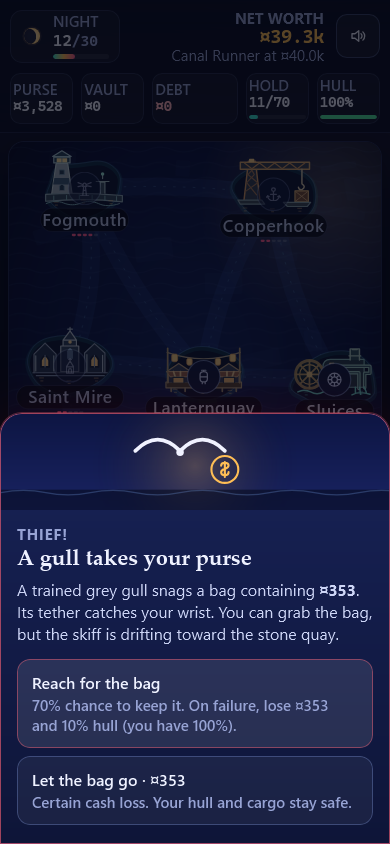 NIGHT
12/30
NET WORTH
¤39.3k
Canal Runner at ¤40.0k
PURSE
¤3,528
VAULT
¤0
DEBT
¤0
HOLD
11/70
HULL
100%
Fogmouth
Copperhook
Saint Mire
Lanternquay
Sluices
THIEF!
A gull takes your purse
A trained grey gull snags a bag containing ¤353.
Its tether catches your wrist. You can grab the bag,
but the skiff is drifting toward the stone quay.
Reach for the bag
70% chance to keep it. On failure, lose ¤353
and 10% hull (you have 100%).
Let the bag go · ¤353
Certain cash loss. Your hull and cargo stay safe.